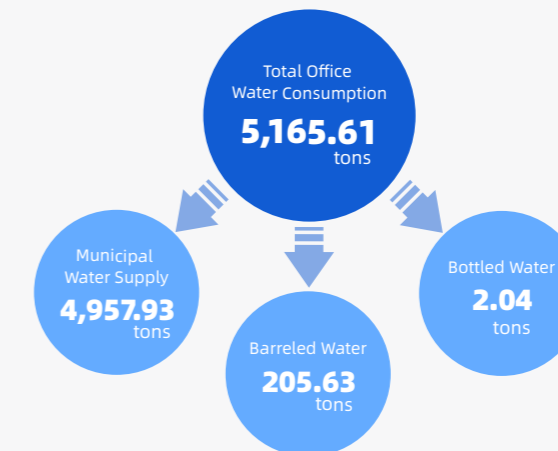 Total Office
Water Consumption
5,165.61
tons
Municipal
Water Supply
4,957.93
tons
Barreled Water
205.63
tons
Bottled Water
2.04
tons